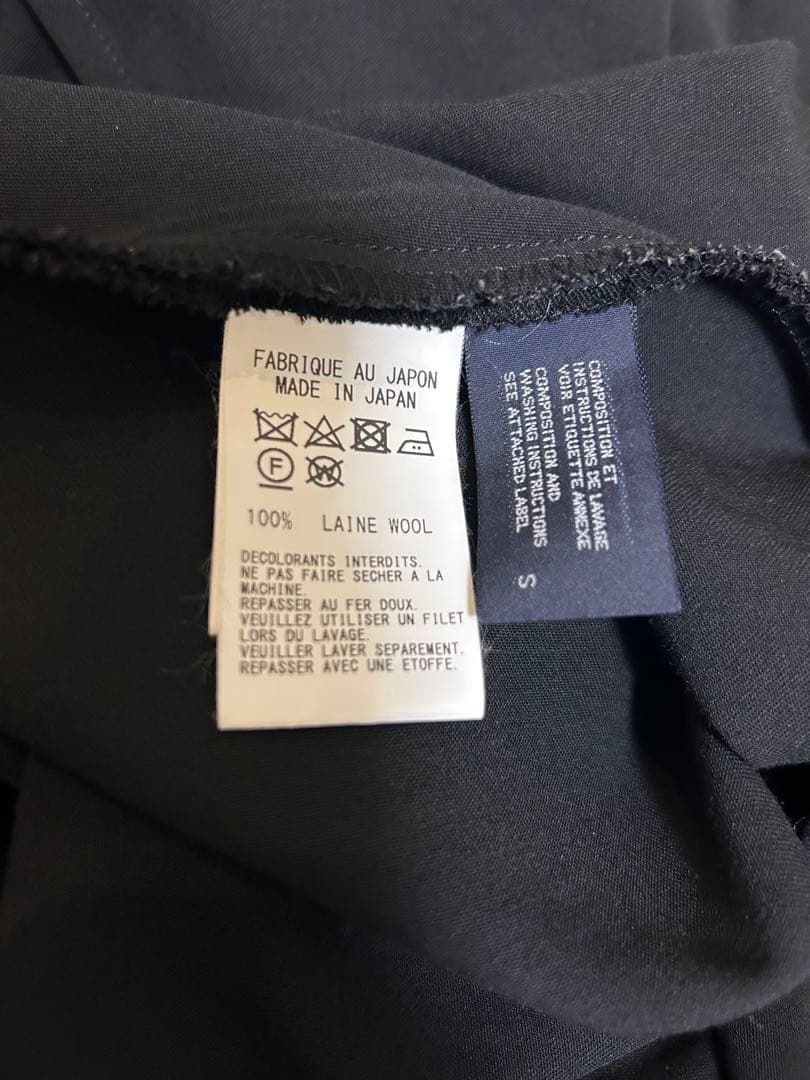 FABRIQUE AU JAPON
MADE IN JAPAN
F
W
100% LAINE WOOL
DECOLORANTS INTERDITS.
NE PAS FAIRE SECHER A LA
MACHINE.
REPASSER AU FER DOUX.
VEUILLEZ UTILISER UN FILET
LORS DU LAVAGE.
VEUILLER LAVER SEPAREMENT.
REPASSER AVEC UNE ETOFFE.
COMPOSITION ET
INSTRUCTIONS DE LAVAGE
VOIR ETIQUETTE ANNEXE
COMPOSITION AND
WASHING INSTRUCTIONS
SEE ATTACHED LABEL
S